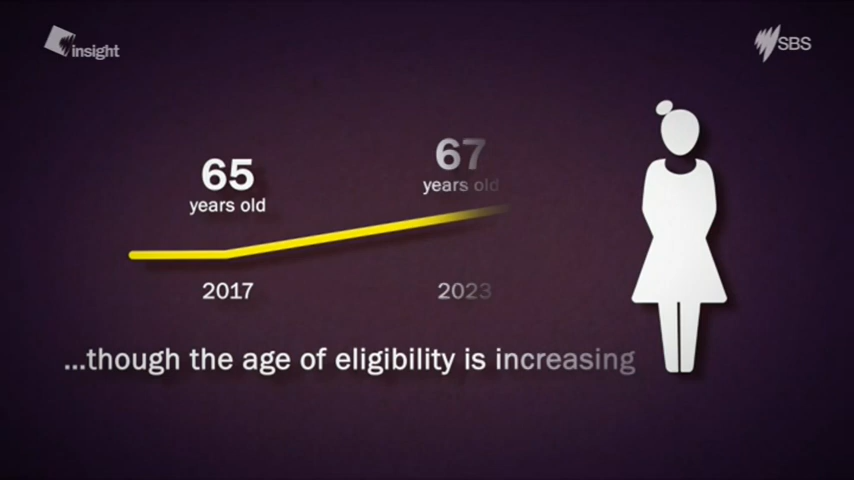 insight
SBS
65
years old
67
years old
2017
2023
...though the age of eligibility is increasing